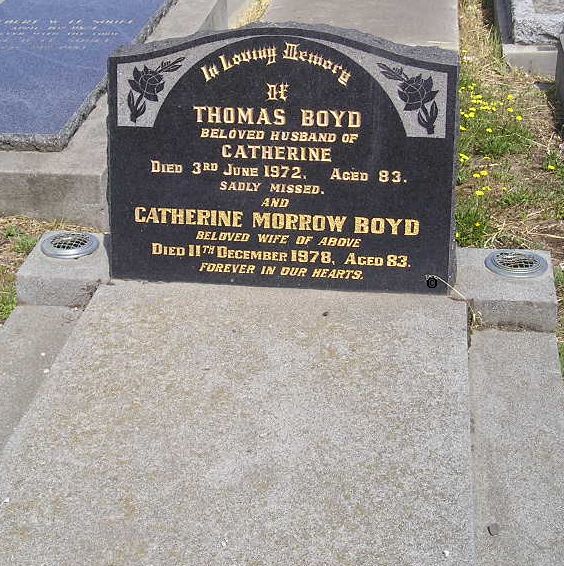 In Loving Memory
Of
THOMAS BOYD
BELOVED HUSBAND OF
CATHERINE
DIED 3RD JUNE 1972, AGED 83.
SADLY MISSED.
AND
CATHERINE MORROW BOYD
BELOVED WIFE OF ABOVE
DIED 11TH DECEMBER 1978, AGED 83.
FOREVER IN OUR HEARTS.